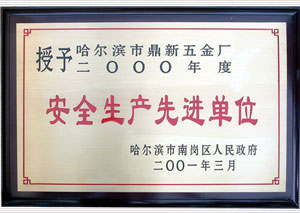 授予 哈尔滨市鼎新五金厂
二〇〇〇年度
安全生产先进单位
哈尔滨市南岗区人民政府
二〇〇一年三月